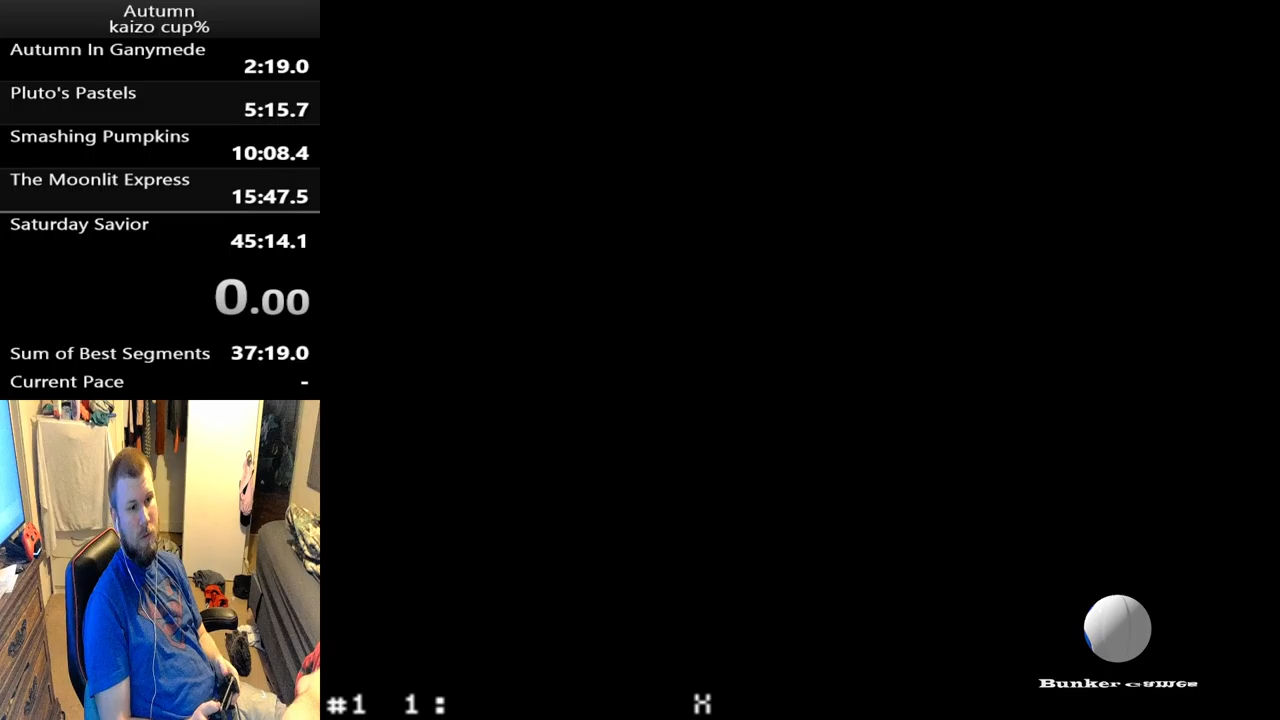 Autumn
kaizo cup%
Autumn In Ganymede
2:19.0
Pluto's Pastels
5:15.7
Smashing Pumpkins
10:08.4
The Moonlit Express
15:47.5
Saturday Savior
45:14.1
0.00
Sum of Best Segments 37:19.0
Current Pace -
Bunker Games
#1 1: X